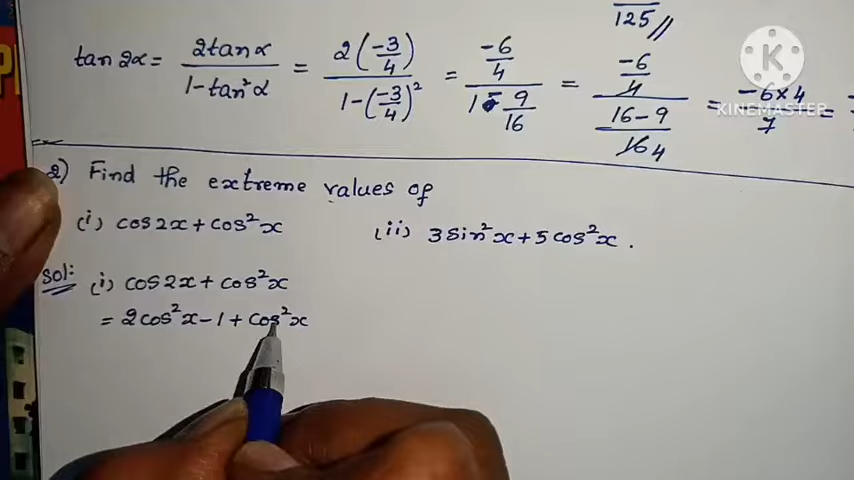 125 //
tan 2α = 2tanα / 1-tan²α = 2(-3/4) / 1-(-3/4)² = -6/4 / 1-9/16 = -6/4 / 16-9/16 4 = -6×4 / 7 =
K
KINEMASTER
2) Find the extreme values of
(i) cos2x + cos²x (ii) 3sin²x + 5cos²x .
Sol: (i) cos2x + cos²x
= 2cos²x - 1 + cos²x